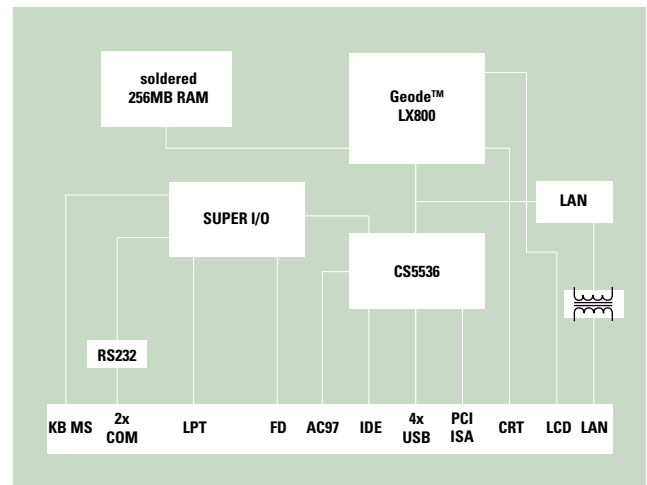 soldered
256MB RAM
Geode™
LX800
SUPER I/O
LAN
CS5536
RS232
KB MS
2x
COM
LPT
FD
AC97
IDE
4x
USB
PCI
ISA
CRT
LCD
LAN